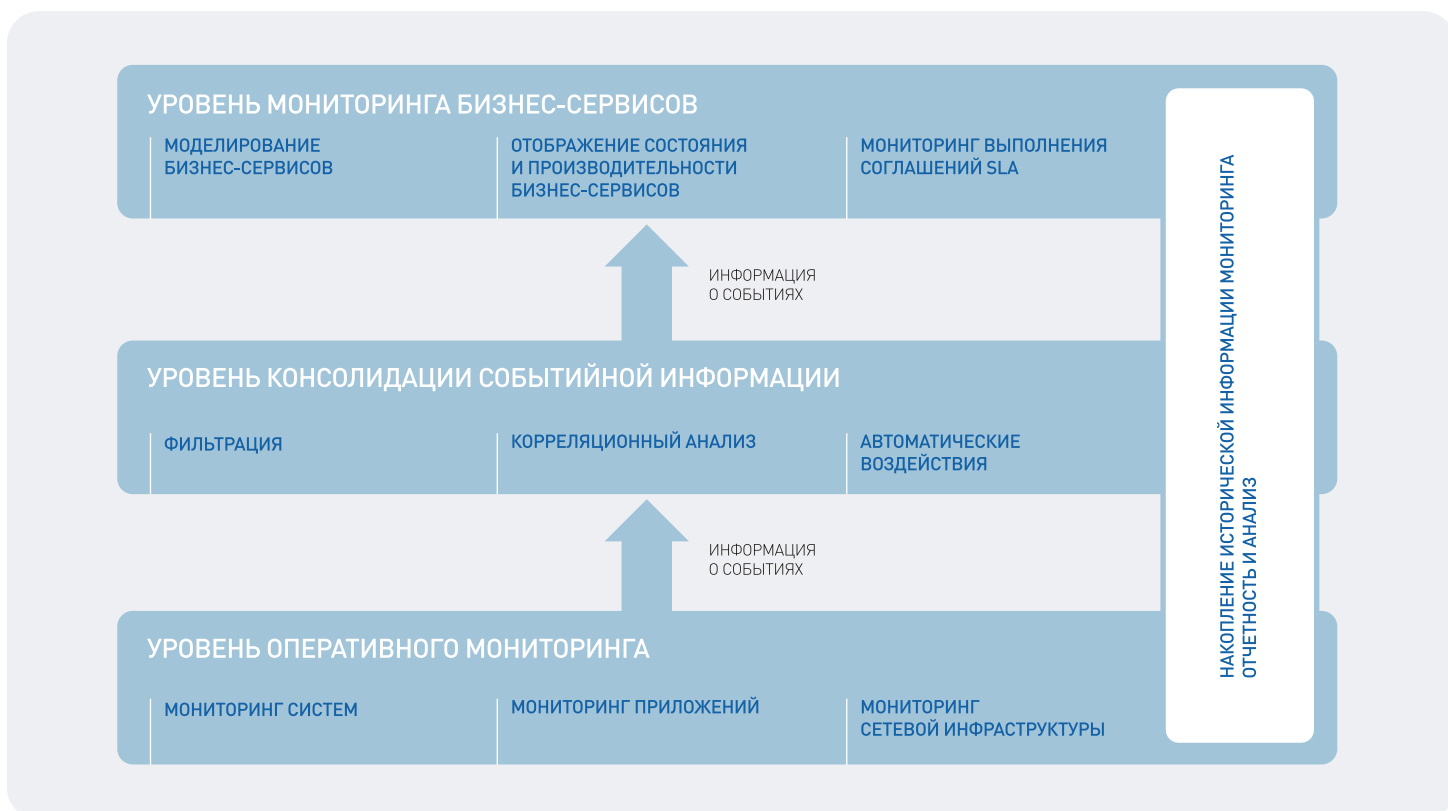 УРОВЕНЬ МОНИТОРИНГА БИЗНЕС-СЕРВИСОВ
МОДЕЛИРОВАНИЕ
БИЗНЕС-СЕРВИСОВ
ОТОБРАЖЕНИЕ СОСТОЯНИЯ
И ПРОИЗВОДИТЕЛЬНОСТИ
БИЗНЕС-СЕРВИСОВ
МОНИТОРИНГ ВЫПОЛНЕНИЯ
СОГЛАШЕНИЙ SLA
ИНФОРМАЦИЯ
О СОБЫТИЯХ
УРОВЕНЬ КОНСОЛИДАЦИИ СОБЫТИЙНОЙ ИНФОРМАЦИИ
ФИЛЬТРАЦИЯ
КОРРЕЛЯЦИОННЫЙ АНАЛИЗ
АВТОМАТИЧЕСКИЕ
ВОЗДЕЙСТВИЯ
ИНФОРМАЦИЯ
О СОБЫТИЯХ
УРОВЕНЬ ОПЕРАТИВНОГО МОНИТОРИНГА
МОНИТОРИНГ СИСТЕМ
МОНИТОРИНГ ПРИЛОЖЕНИЙ
МОНИТОРИНГ
СЕТЕВОЙ ИНФРАСТРУКТУРЫ
НАКОПЛЕНИЕ ИСТОРИЧЕСКОЙ ИНФОРМАЦИИ МОНИТОРИНГА
ОТЧЕТНОСТЬ И АНАЛИЗ